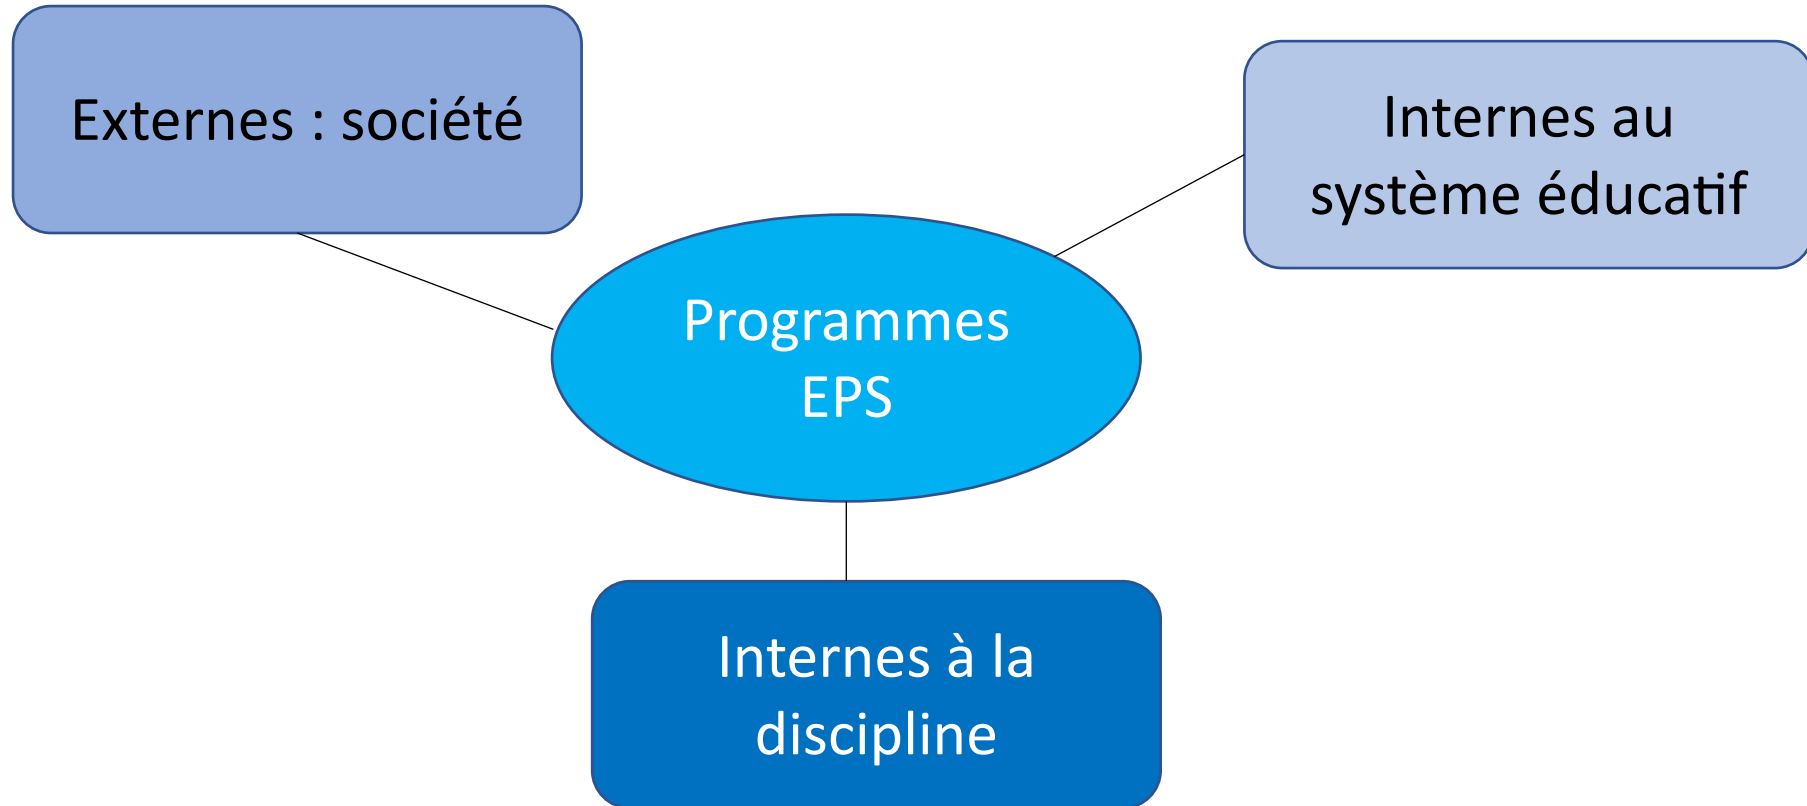 Externes : société
Internes au
système éducatif
Programmes
EPS
Internes à la
discipline